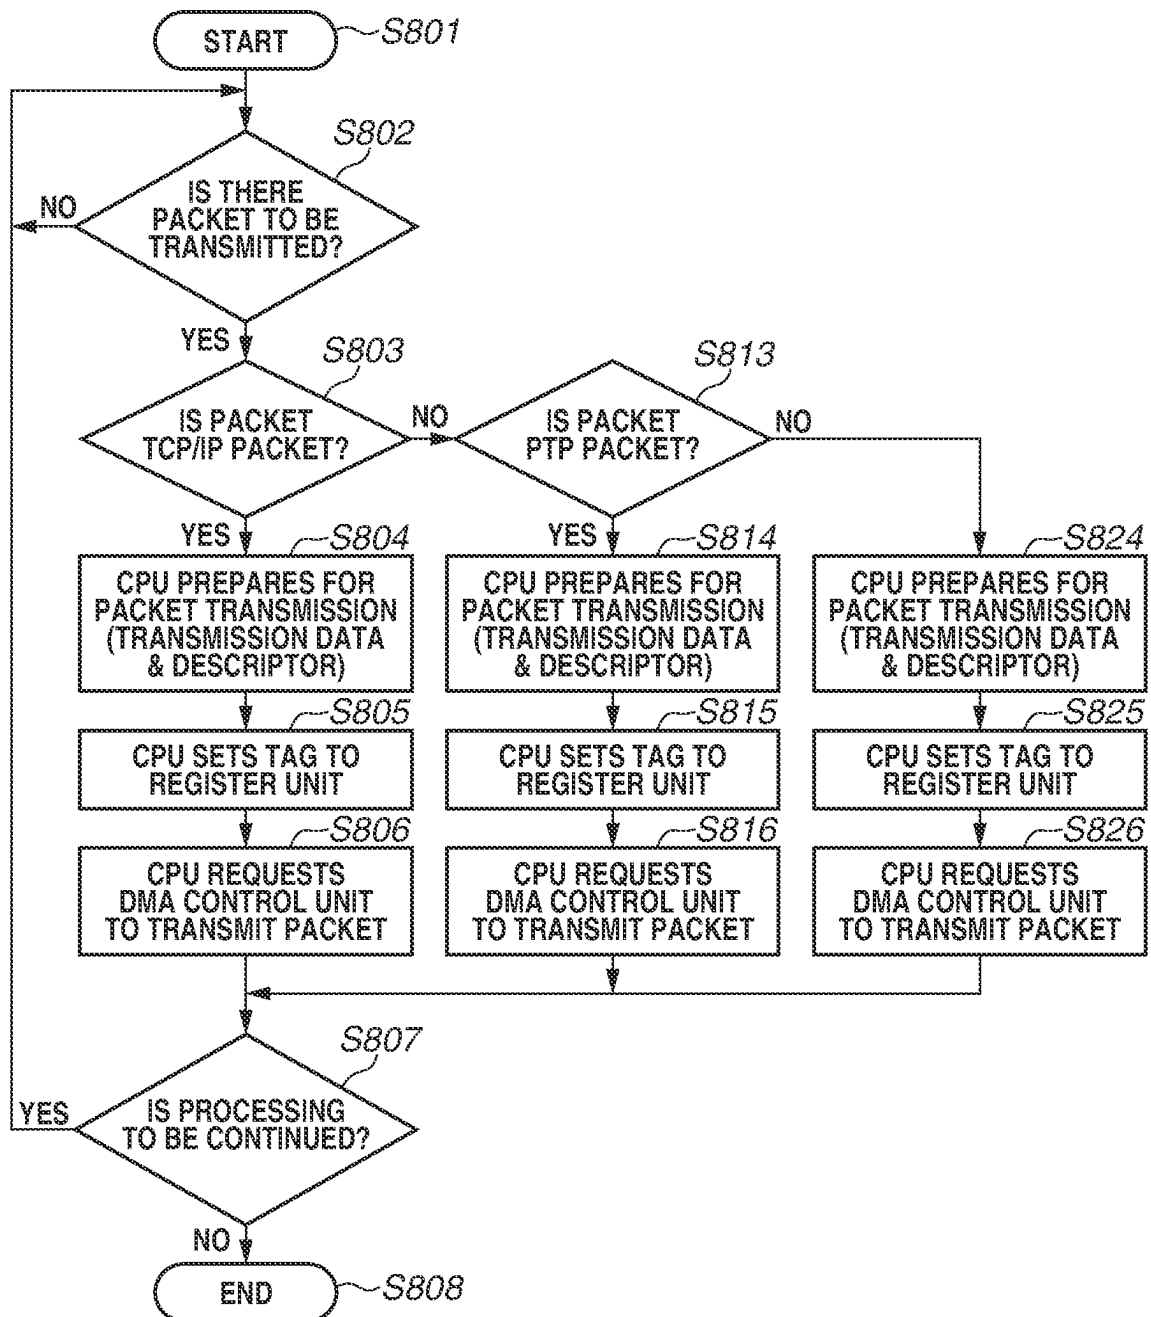 START
S801
S802
IS THERE
PACKET TO BE
TRANSMITTED?
NO
YES
S803
IS PACKET
TCP/IP PACKET?
NO
S813
IS PACKET
PTP PACKET?
NO
YES
S804
CPU PREPARES FOR
PACKET TRANSMISSION
(TRANSMISSION DATA
& DESCRIPTOR)
S805
CPU SETS TAG TO
REGISTER UNIT
S806
CPU REQUESTS
DMA CONTROL UNIT
TO TRANSMIT PACKET
YES
S814
CPU PREPARES FOR
PACKET TRANSMISSION
(TRANSMISSION DATA
& DESCRIPTOR)
S815
CPU SETS TAG TO
REGISTER UNIT
S816
CPU REQUESTS
DMA CONTROL UNIT
TO TRANSMIT PACKET
S824
CPU PREPARES FOR
PACKET TRANSMISSION
(TRANSMISSION DATA
& DESCRIPTOR)
S825
CPU SETS TAG TO
REGISTER UNIT
S826
CPU REQUESTS
DMA CONTROL UNIT
TO TRANSMIT PACKET
S807
IS PROCESSING
TO BE CONTINUED?
YES
NO
END
S808